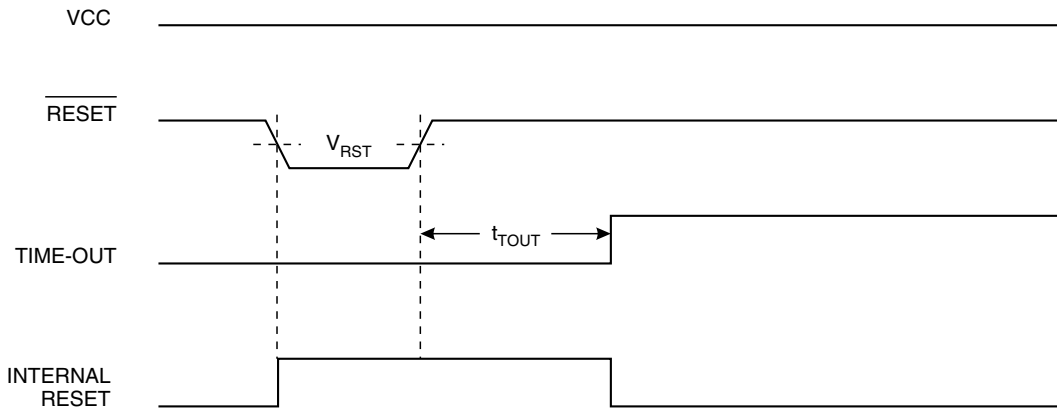 VCC
RESET
V_RST
t_TOUT
TIME-OUT
INTERNAL
RESET